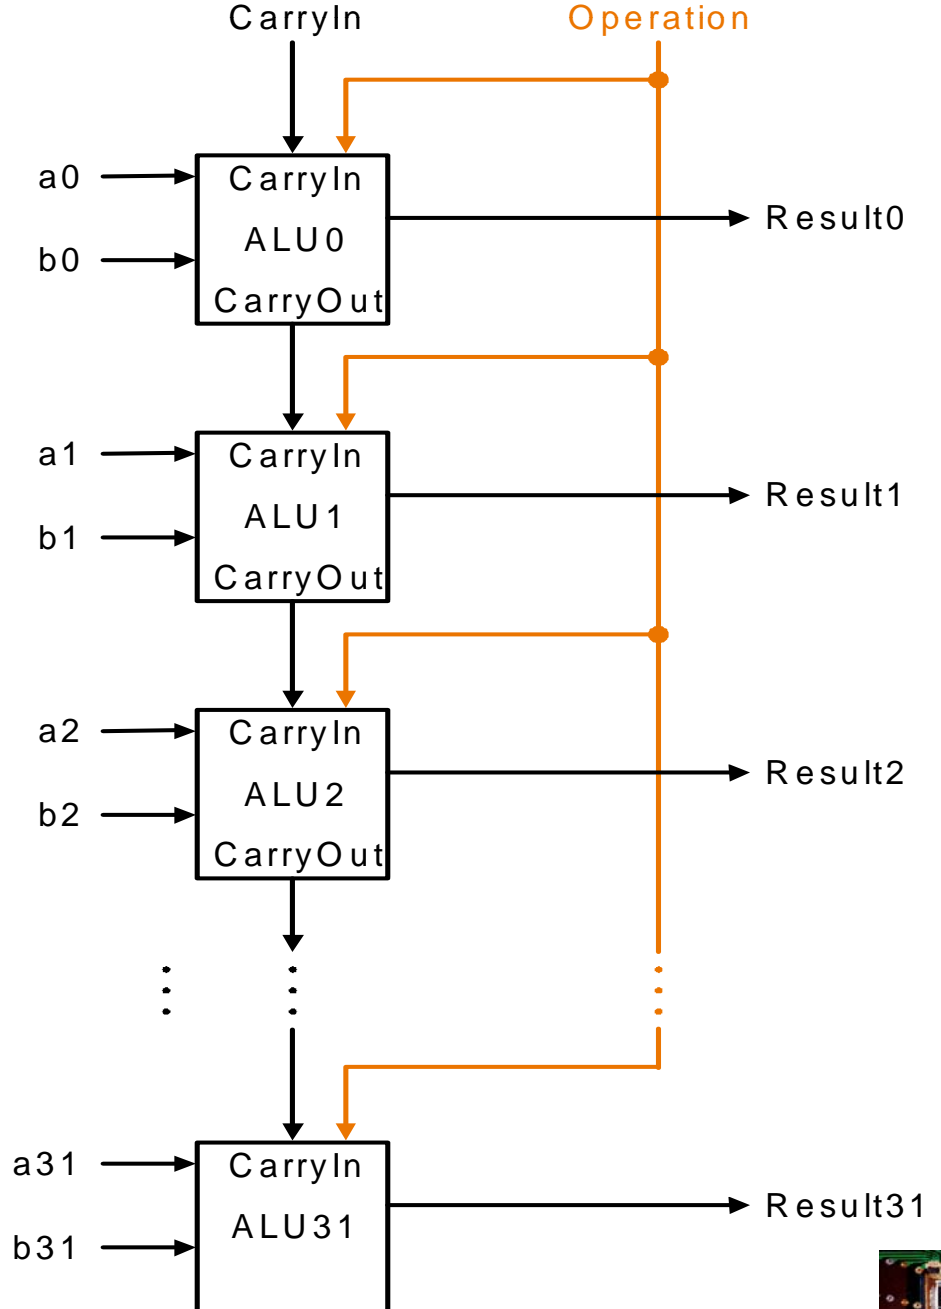 CarryIn Operation
a0 CarryIn
Result0
ALU0
b0
CarryOut
a1 CarryIn
Result1
ALU1
b1
CarryOut
a2 CarryIn
Result2
ALU2
b2
CarryOut
a31 CarryIn
Result31
ALU31
b31